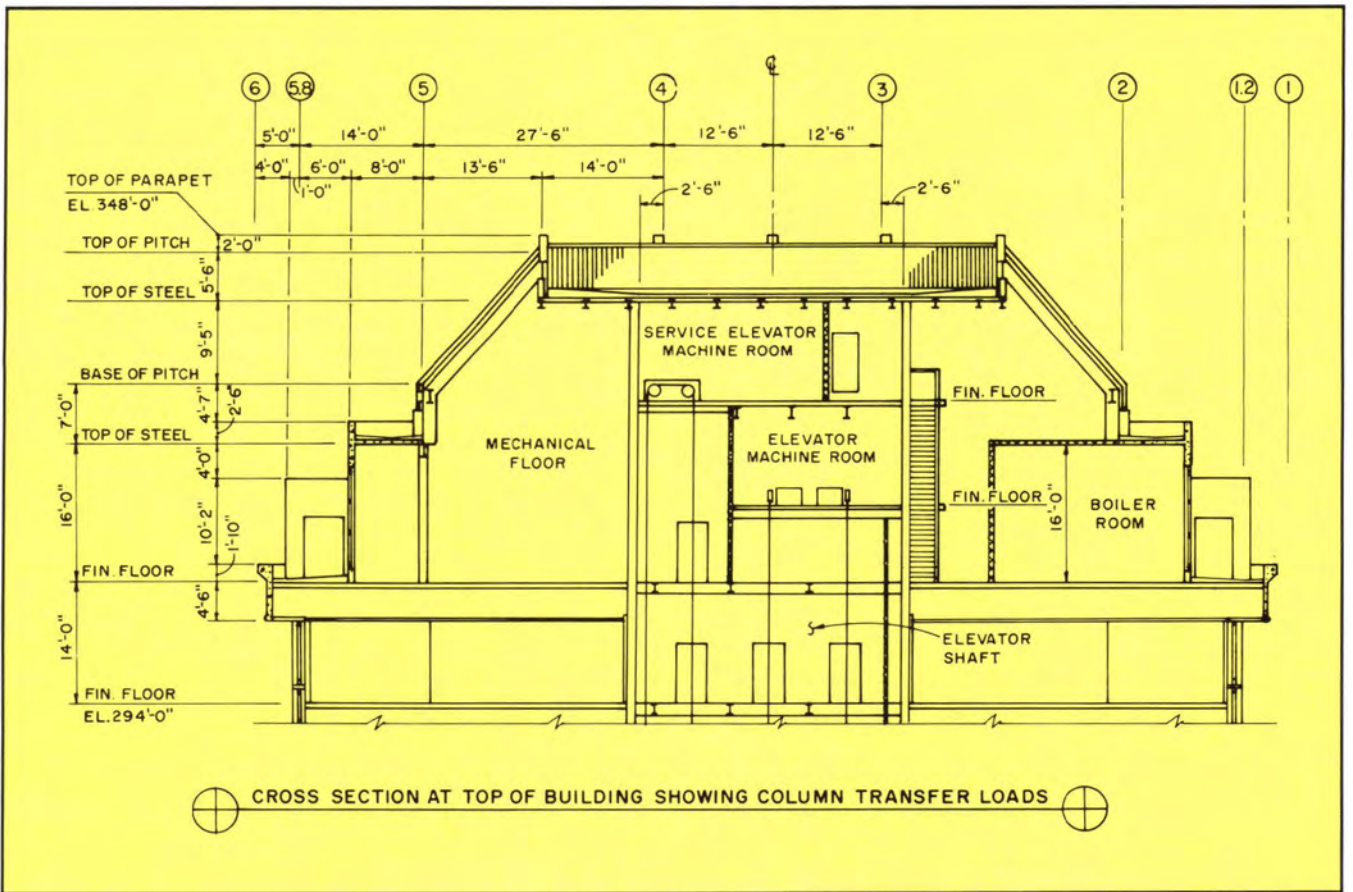 ℄
6 5.8 5 4 3 2 1.2 1
5'-0" 14'-0" 27'-6" 12'-6" 12'-6"
4'-0" 6'-0" 8'-0" 13'-6" 14'-0"
1'-0"
2'-6" 2'-6"
TOP OF PARAPET
EL. 348'-0"
TOP OF PITCH
2'-0"
5'-6"
TOP OF STEEL
9'-5"
SERVICE ELEVATOR
MACHINE ROOM
BASE OF PITCH
FIN. FLOOR
7'-0"
4'-7"
2'-6"
TOP OF STEEL
MECHANICAL
FLOOR
ELEVATOR
MACHINE ROOM
4'-0"
16'-0"
10'-2"
1'-10"
FIN. FLOOR
16'-0"
BOILER
ROOM
FIN. FLOOR
4'-6"
14'-0"
ELEVATOR
SHAFT
FIN. FLOOR
EL. 294'-0"
CROSS SECTION AT TOP OF BUILDING SHOWING COLUMN TRANSFER LOADS